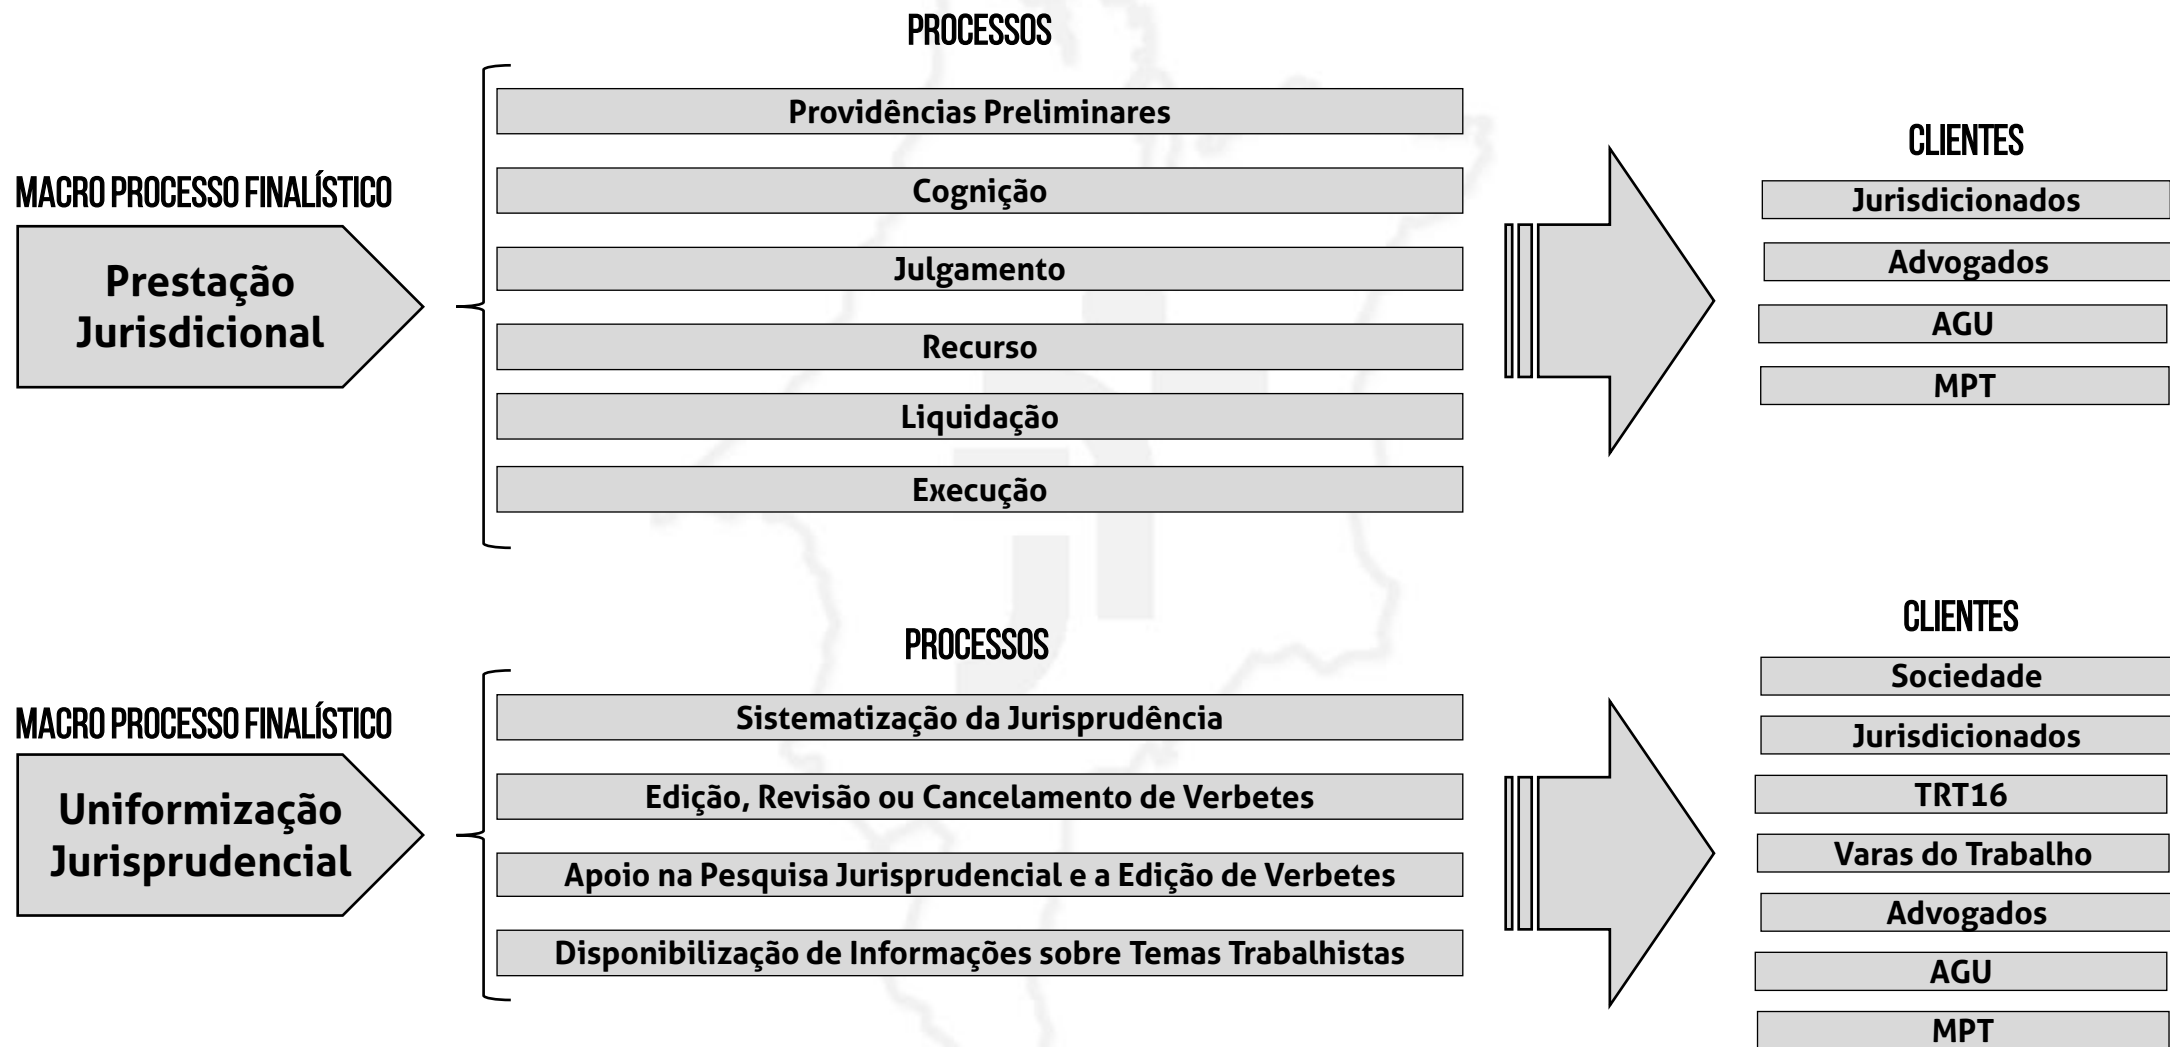 PROCESSOS
Providências Preliminares
Cognição
Julgamento
Recurso
Liquidação
Execução
MACRO PROCESSO FINALÍSTICO
Prestação
Jurisdicional
CLIENTES
Jurisdicionados
Advogados
AGU
MPT
PROCESSOS
Sistematização da Jurisprudência
Edição, Revisão ou Cancelamento de Verbetes
Apoio na Pesquisa Jurisprudencial e a Edição de Verbetes
Disponibilização de Informações sobre Temas Trabalhistas
MACRO PROCESSO FINALÍSTICO
Uniformização
Jurisprudencial
CLIENTES
Sociedade
Jurisdicionados
TRT16
Varas do Trabalho
Advogados
AGU
MPT